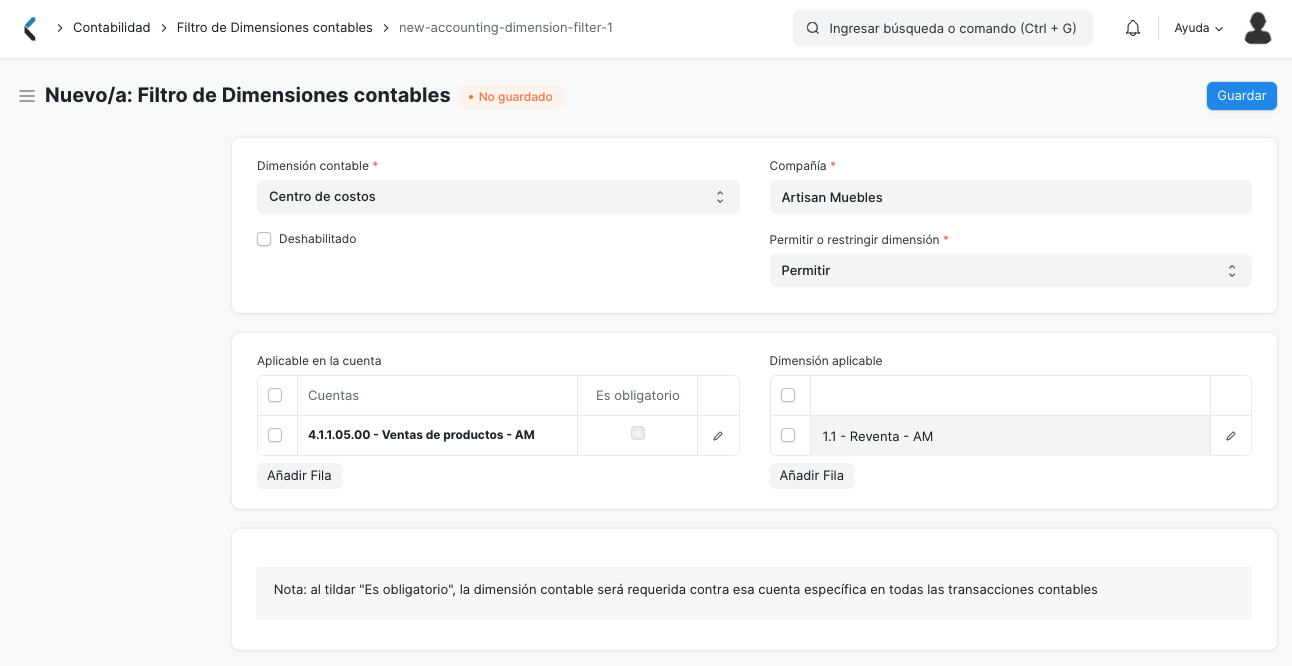 Contabilidad
Filtro de Dimensiones contables
new-accounting-dimension-filter-1
Ingresar búsqueda o comando (Ctrl + G)
Ayuda
Nuevo/a: Filtro de Dimensiones contables
• No guardado
Guardar
Dimensión contable *
Centro de costos
Deshabilitado
Compañía *
Artisan Muebles
Permitir o restringir dimensión *
Permitir
Aplicable en la cuenta
Cuentas
Es obligatorio
4.1.1.05.00 - Ventas de productos - AM
Añadir Fila
Dimensión aplicable
1.1 - Reventa - AM
Añadir Fila
Nota: al tildar "Es obligatorio", la dimensión contable será requerida contra esa cuenta específica en todas las transacciones contables